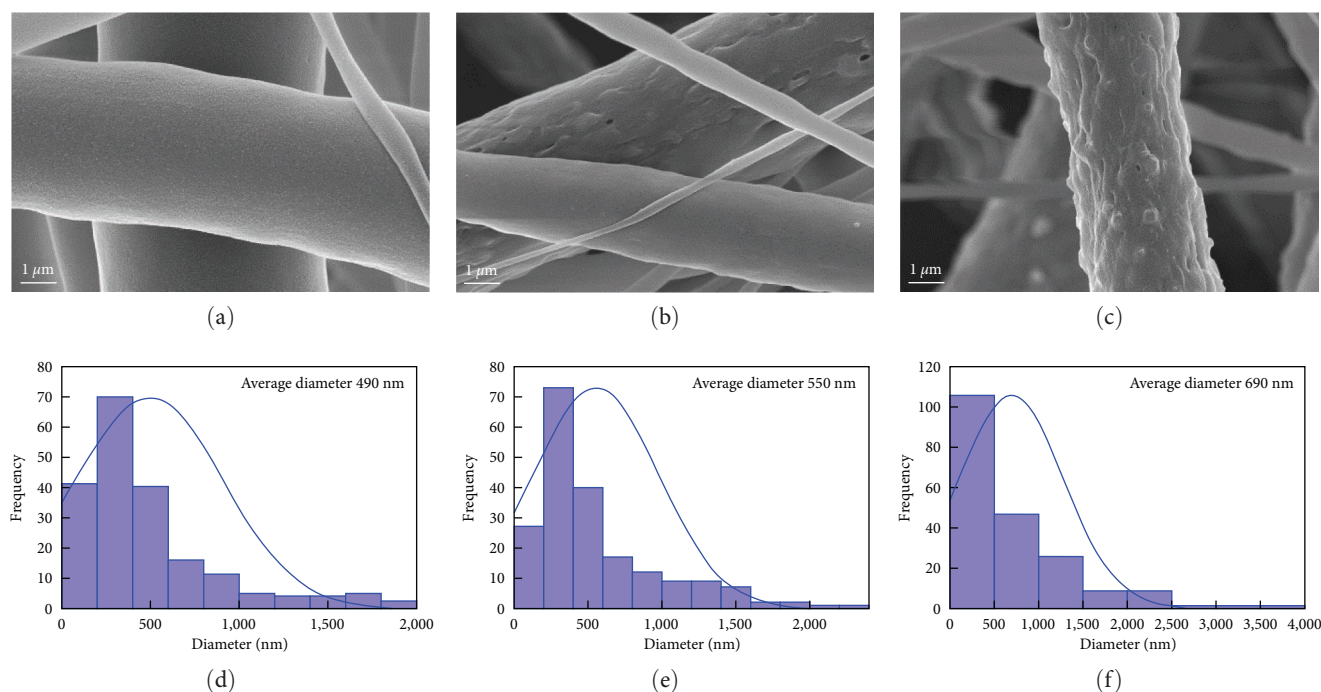 1 μm
1 μm
1 μm
(a)
(b)
(c)
Average diameter 490 nm
80
70
60
50
40
30
20
10
0
Frequency
0 500 1,000 1,500 2,000
Diameter (nm)
Average diameter 550 nm
80
70
60
50
40
30
20
10
0
Frequency
0 500 1,000 1,500 2,000
Diameter (nm)
Average diameter 690 nm
120
100
80
60
40
20
0
Frequency
0 500 1,000 1,500 2,000 2,500 3,000 3,500 4,000
Diameter (nm)
(d)
(e)
(f)